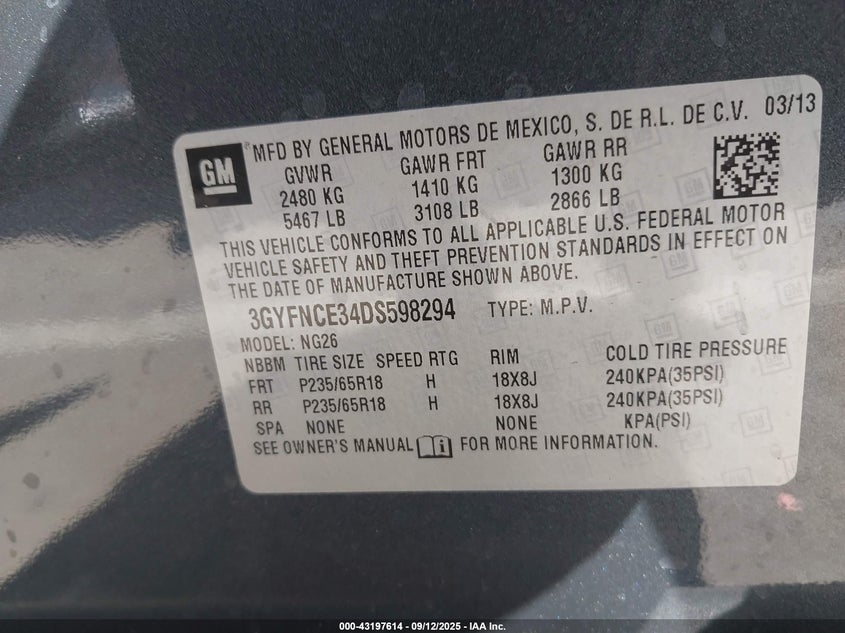 GM
® MFD BY GENERAL MOTORS DE MEXICO, S. DE R.L. DE C.V. 03/13
GVWR GAWR FRT GAWR RR
2480 KG 1410 KG 1300 KG
5467 LB 3108 LB 2866 LB
THIS VEHICLE CONFORMS TO ALL APPLICABLE U.S. FEDERAL MOTOR
VEHICLE SAFETY AND THEFT PREVENTION STANDARDS IN EFFECT ON
THE DATE OF MANUFACTURE SHOWN ABOVE.
3GYFNCE34DS598294 TYPE: M.P.V.
MODEL: NG26
NBBM TIRE SIZE SPEED RTG RIM COLD TIRE PRESSURE
FRT P235/65R18 H 18X8J 240KPA(35PSI)
RR P235/65R18 H 18X8J 240KPA(35PSI)
SPA NONE NONE KPA(PSI)
SEE OWNER'S MANUAL FOR MORE INFORMATION.
000-43197614 - 09/12/2025 - IAA Inc.